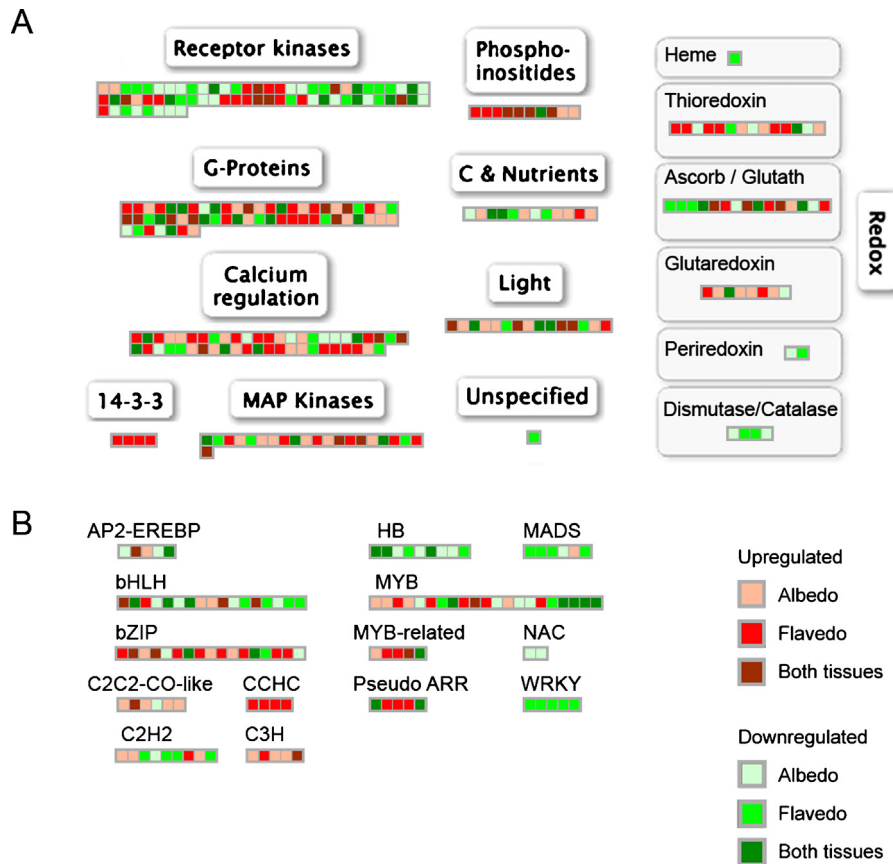 A
Receptor kinases
Phospho-
inositides
Heme
Thioredoxin
G-Proteins
C & Nutrients
Ascorb / Glutath
Redox
Calcium
regulation
Light
Glutaredoxin
Periredoxin
14-3-3
MAP Kinases
Unspecified
Dismutase/Catalase
B
AP2-EREBP
HB
MADS
bHLH
MYB
bZIP
MYB-related
NAC
C2C2-CO-like
CCHC
Pseudo ARR
WRKY
C2H2
C3H
Upregulated
Albedo
Flavedo
Both tissues
Downregulated
Albedo
Flavedo
Both tissues